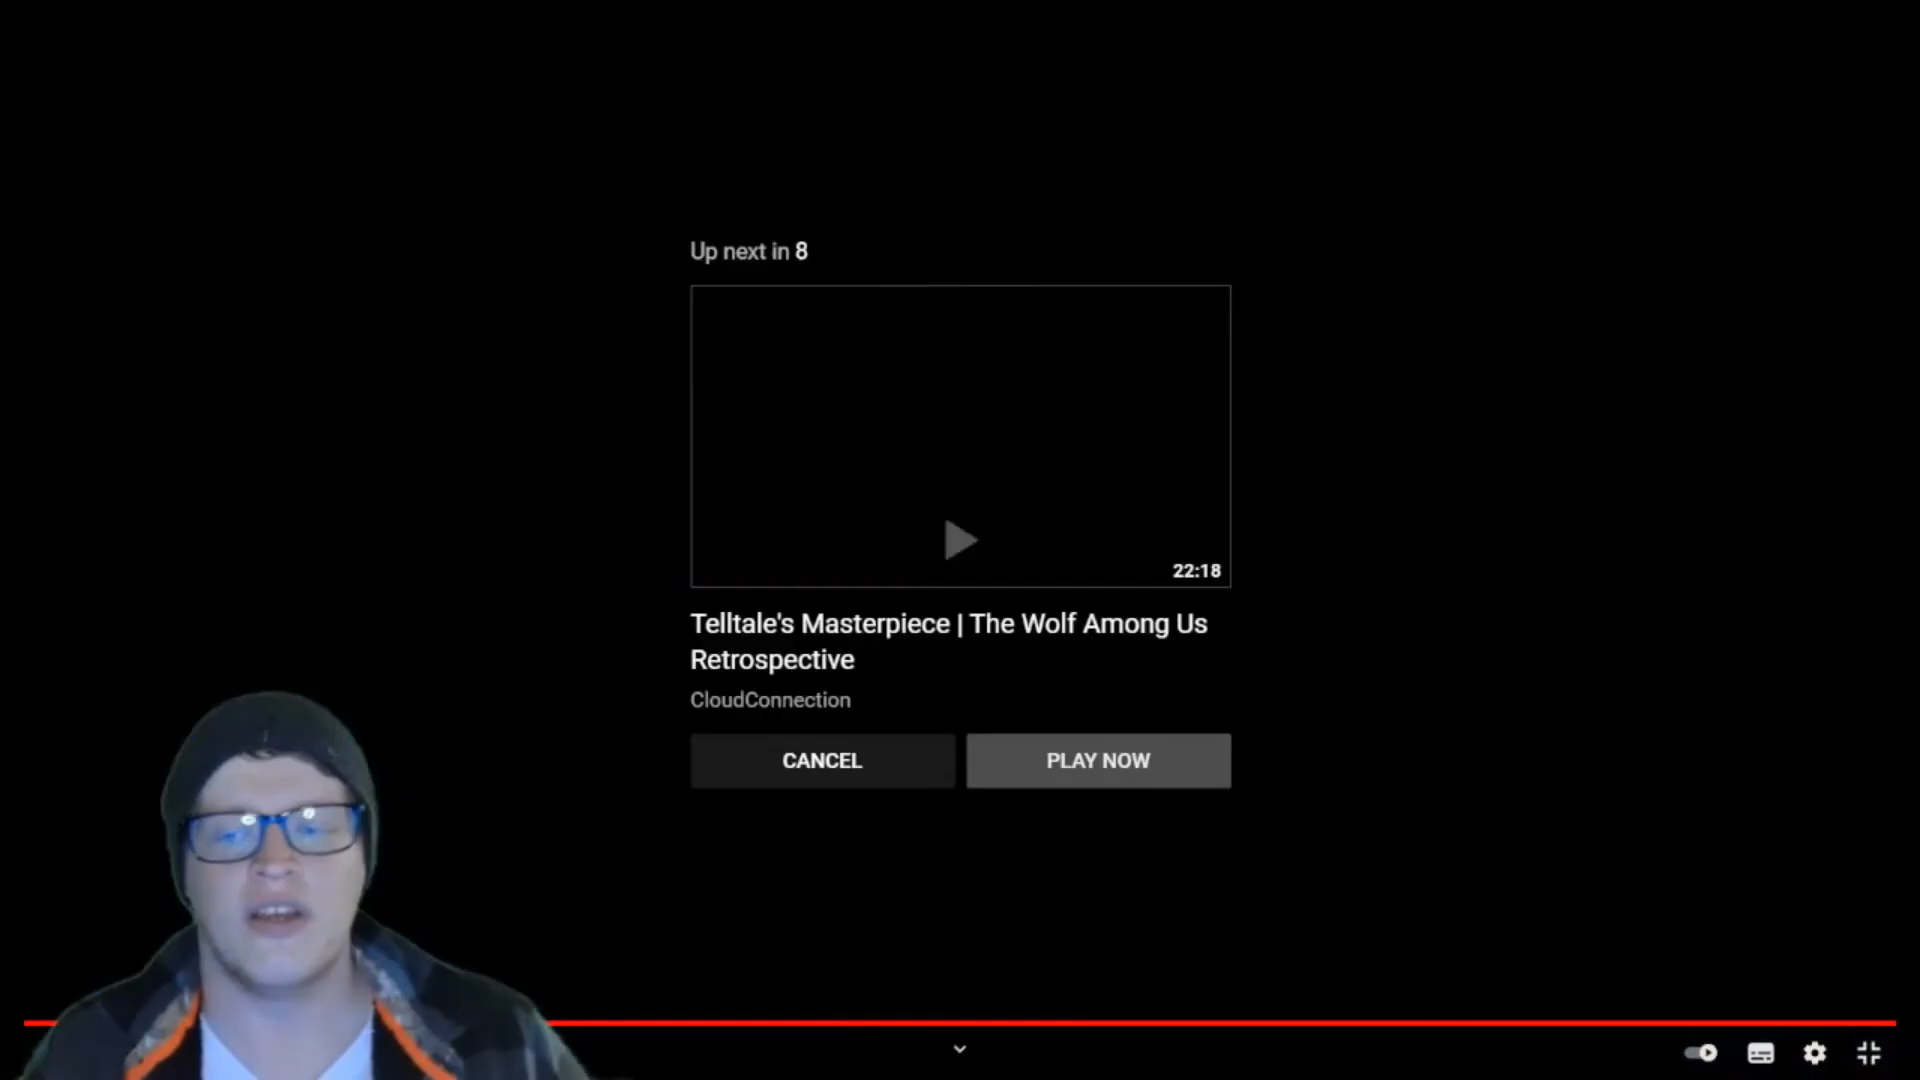 Up next in 8
22:18
Telltale's Masterpiece | The Wolf Among Us
Retrospective
CloudConnection
CANCEL
PLAY NOW